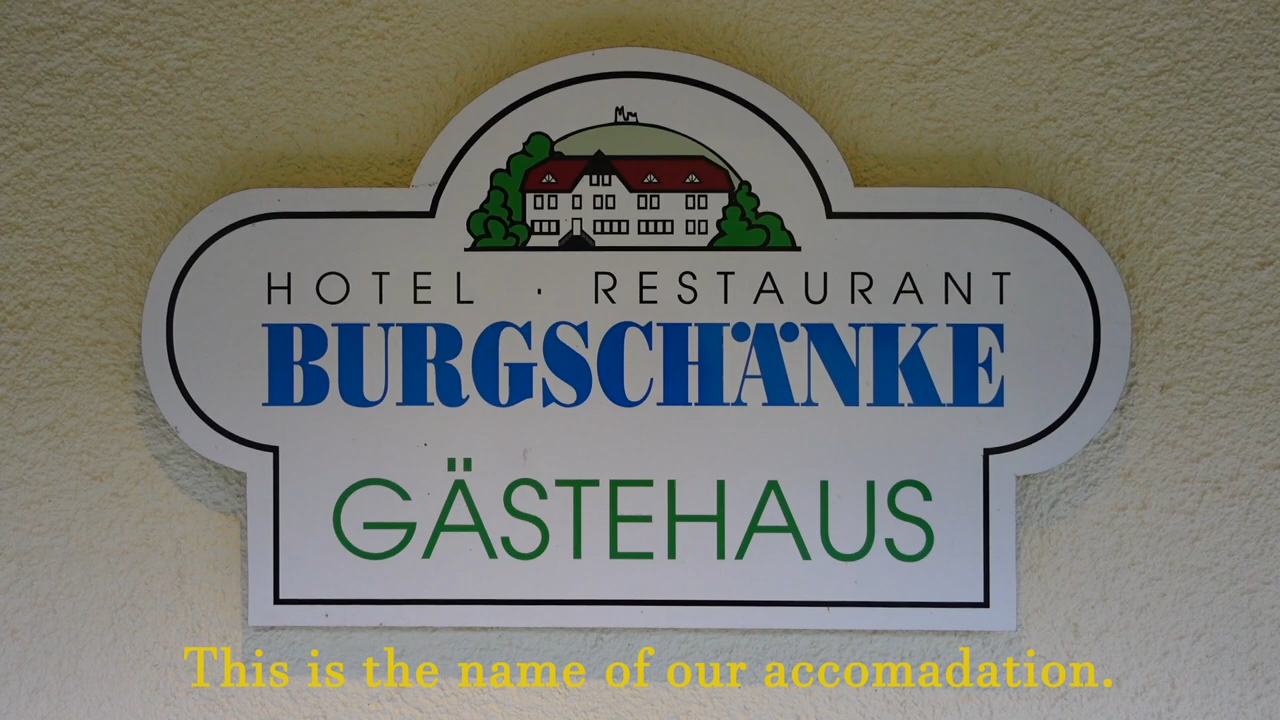 HOTEL · RESTAURANT
BURGSCHÄNKE
GÄSTEHAUS
This is the name of our accomadation.